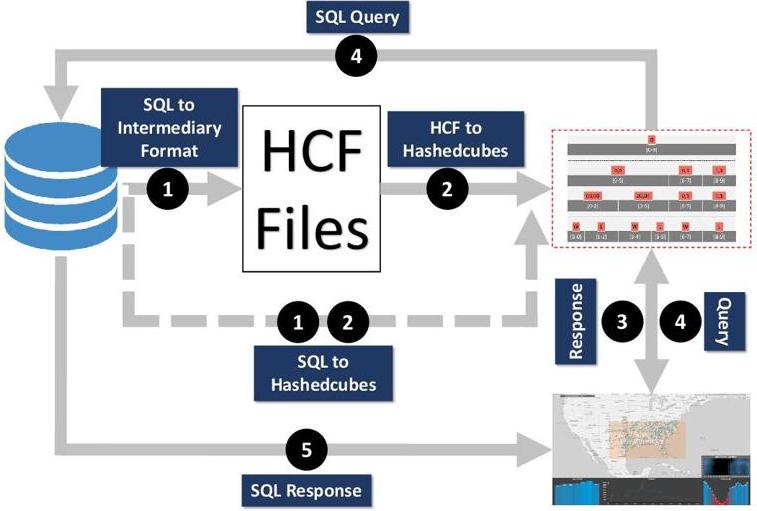 SQL Query
4
SQL to
Intermediary
Format
1
HCF
Files
HCF to
Hashedcubes
2
1 2
SQL to
Hashedcubes
Response
3
4
Query
5
SQL Response